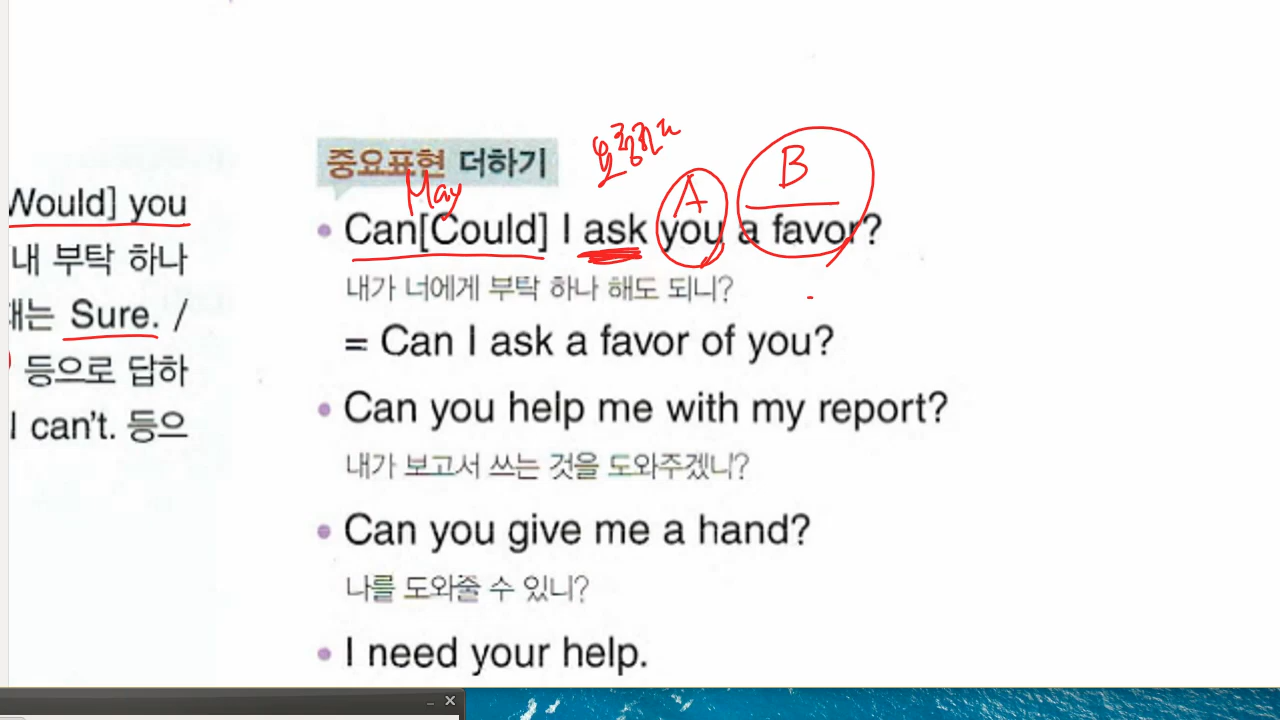 Would] you
내 부탁 하나
Sure. /
등으로 답하
I can't. 등으
중요표현 더하기
요청한다
May
A
B
Can[Could] I ask you a favor?
내가 너에게 부탁 하나 해도 되니?
= Can I ask a favor of you?
Can you help me with my report?
내가 보고서 쓰는 것을 도와주겠니?
Can you give me a hand?
나를 도와줄 수 있니?
I need your help.